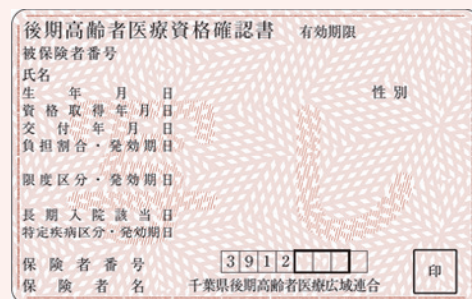 後期高齢者医療資格確認書 有効期限
被保険者番号
氏名
生年月日 性別
資格取得年月日
交付年月日
負担割合・発効期日
限度区分・発効期日
長期入院該当日
特定疾病区分・発効期日
保険者番号 3912
保険者名 千葉県後期高齢者医療広域連合 印